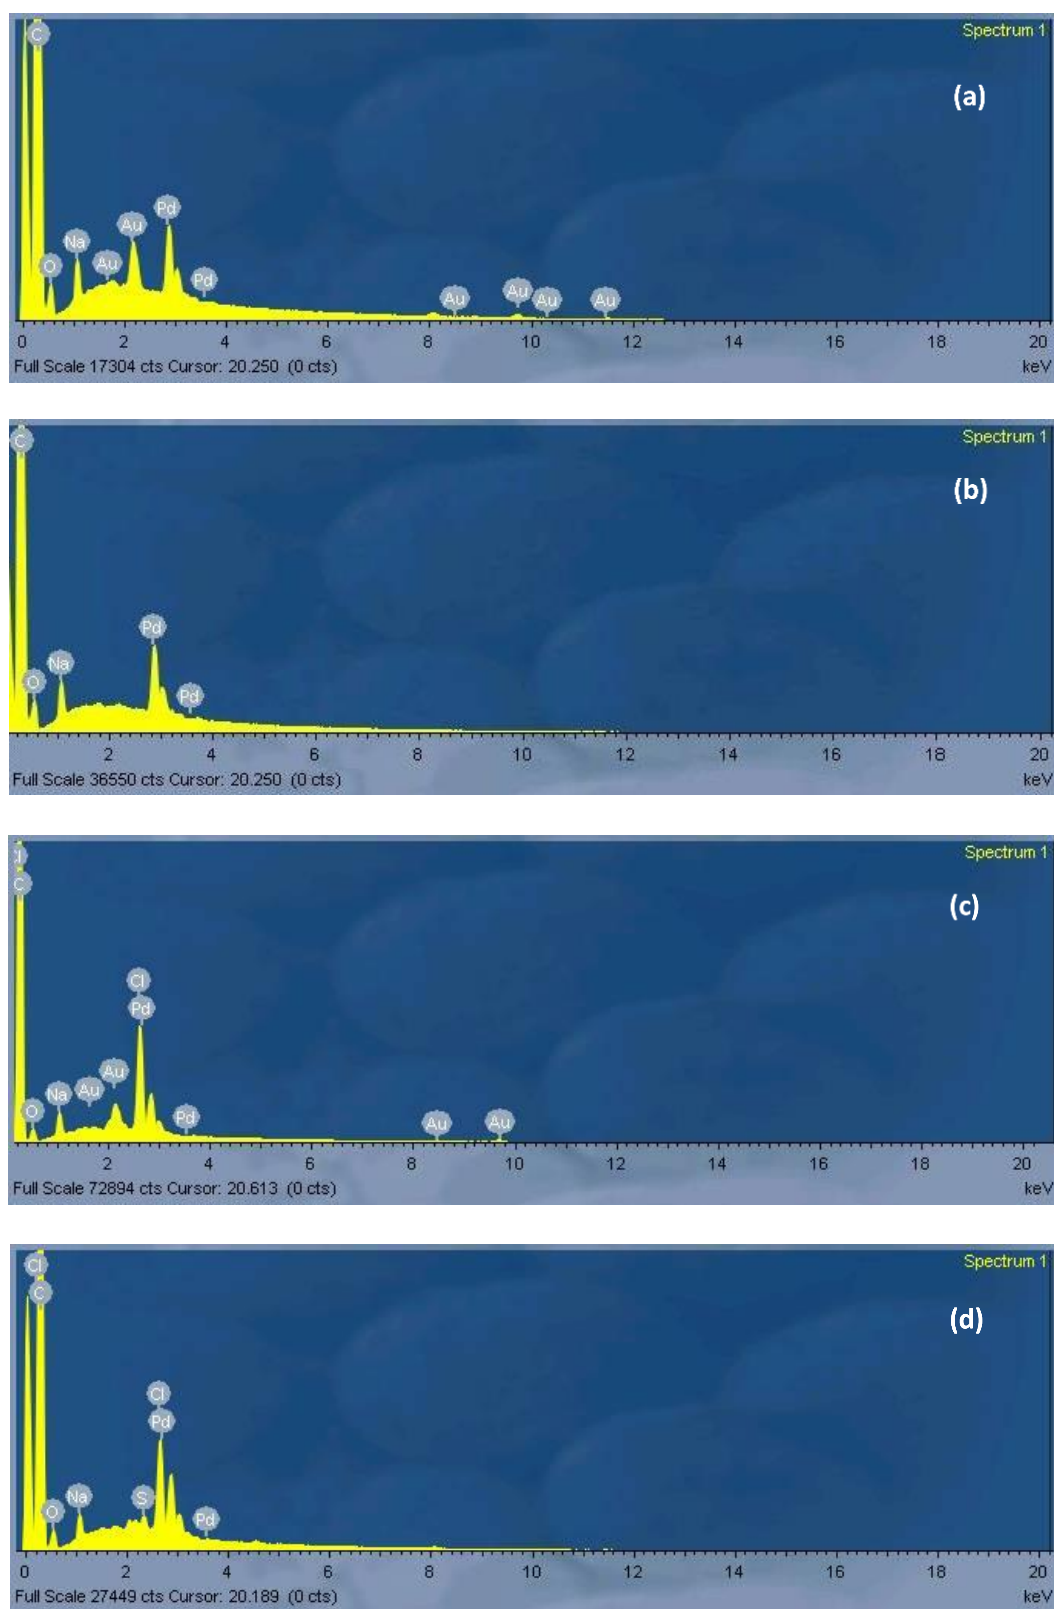 Spectrum 1
C
(a)
Pd
Au
Na
Au
O
Pd
Au
Au
Au
Au
0 2 4 6 8 10 12 14 16 18 20
Full Scale 17304 cts Cursor: 20.250 (0 cts) keV
Spectrum 1
C
(b)
Pd
Na
O
Pd
2 4 6 8 10 12 14 16 18 20
Full Scale 36550 cts Cursor: 20.250 (0 cts) keV
Spectrum 1
C
(c)
Cl
Pd
Au
Na
Au
O
Pd
Au
Au
2 4 6 8 10 12 14 16 18 20
Full Scale 72894 cts Cursor: 20.613 (0 cts) keV
Spectrum 1
Cl
C
(d)
Cl
Pd
Na
S
O
Pd
0 2 4 6 8 10 12 14 16 18 20
Full Scale 27449 cts Cursor: 20.189 (0 cts) keV